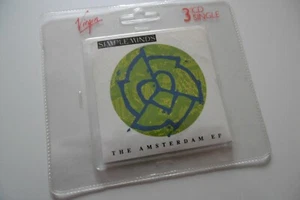 Virgin
3" CD
SINGLE
SIMPLE MINDS
THE AMSTERDAM EP